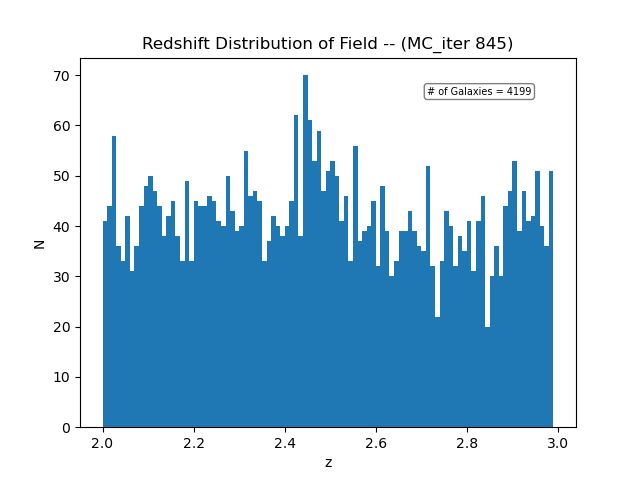 Redshift Distribution of Field -- (MC_iter 845)
# of Galaxies = 4199
70
60
50
40
30
20
10
0
N
2.0 2.2 2.4 2.6 2.8 3.0
z